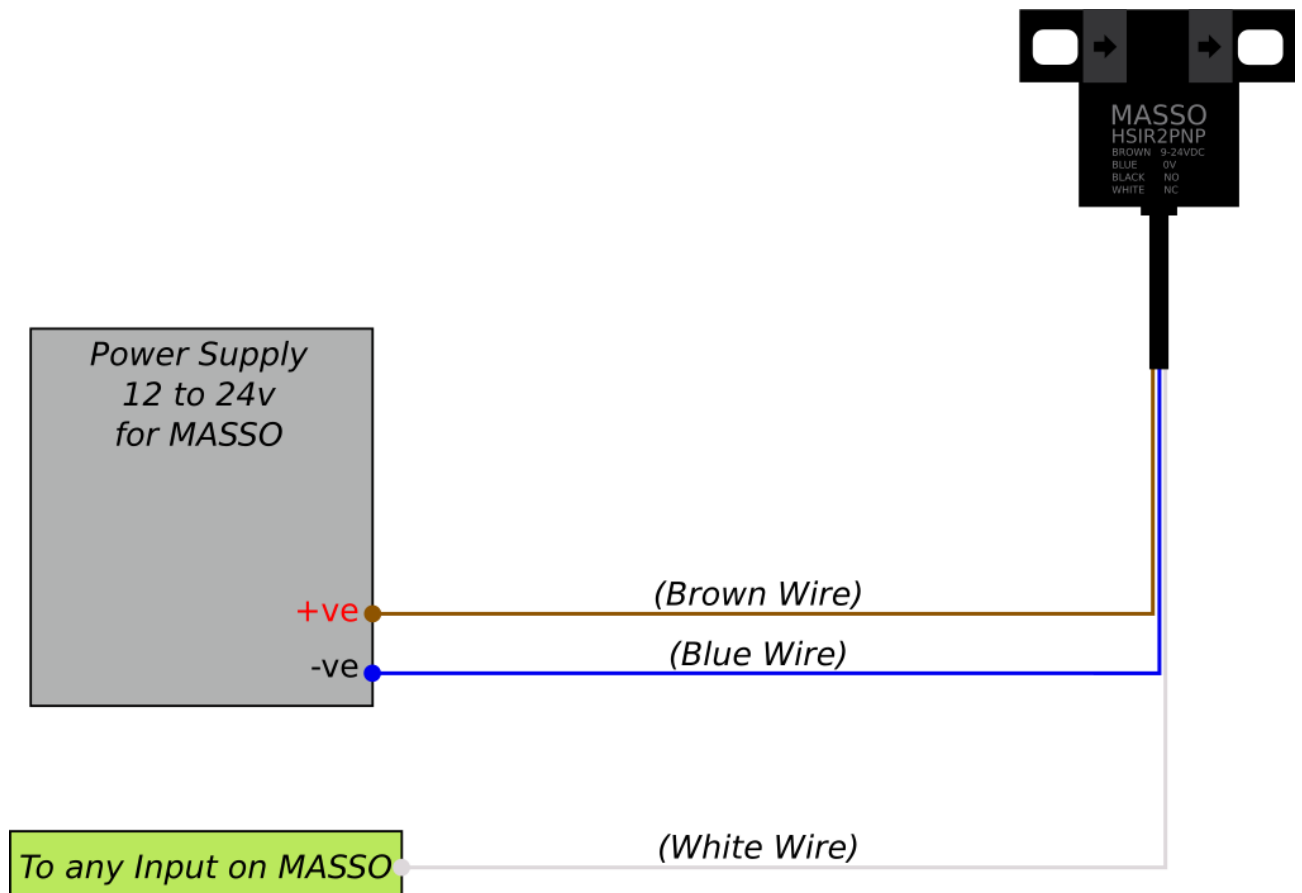 MASSO
HSIR2PNP
BROWN 9-24VDC
BLUE 0V
BLACK NO
WHITE NC
Power Supply
12 to 24v
for MASSO
(Brown Wire)
+ve
(Blue Wire)
-ve
(White Wire)
To any Input on MASSO